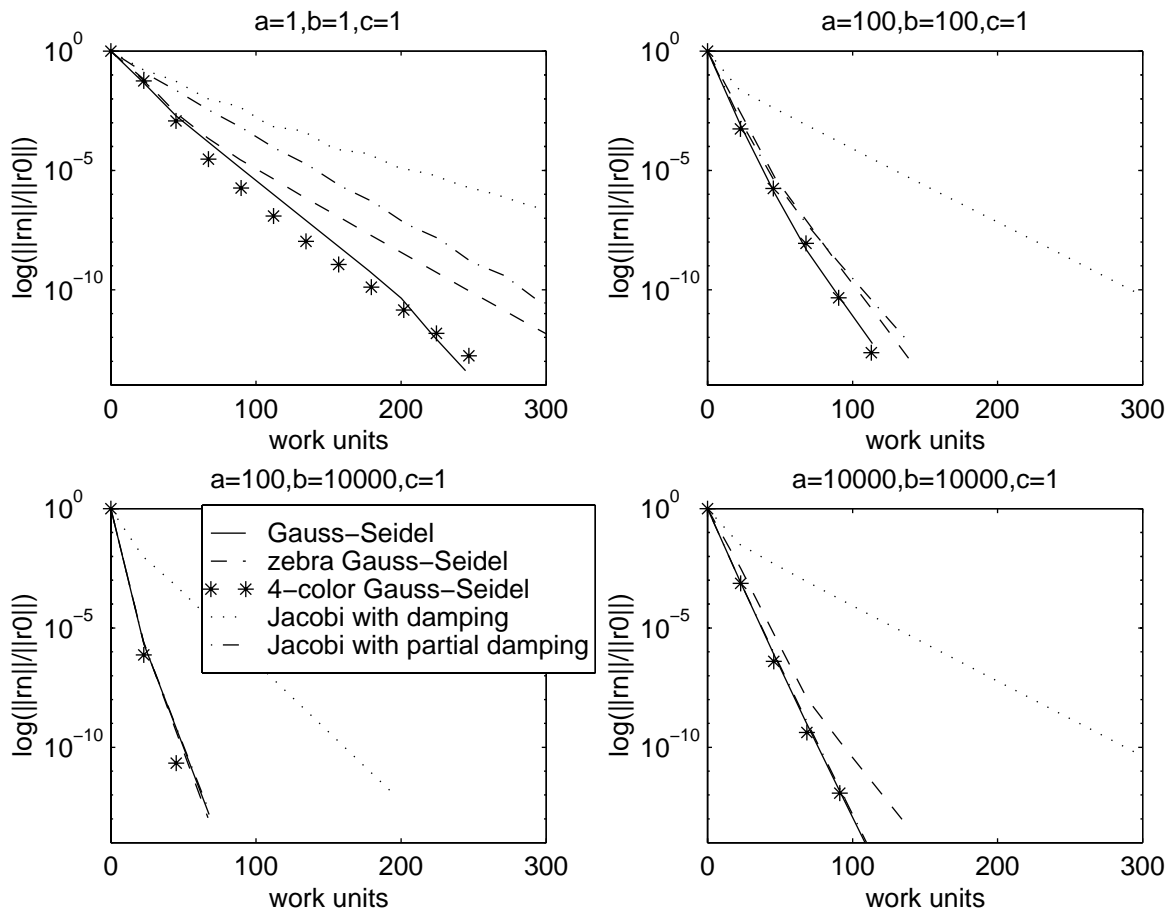 a=1,b=1,c=1
10^0
10^−5
10^−10
log(||rn||/||r0||)
0 100 200 300
work units
a=100,b=100,c=1
10^0
10^−5
10^−10
log(||rn||/||r0||)
0 100 200 300
work units
a=100,b=10000,c=1
10^0
10^−5
10^−10
log(||rn||/||r0||)
Gauss−Seidel
zebra Gauss−Seidel
4−color Gauss−Seidel
Jacobi with damping
Jacobi with partial damping
0 100 200 300
work units
a=10000,b=10000,c=1
10^0
10^−5
10^−10
log(||rn||/||r0||)
0 100 200 300
work units